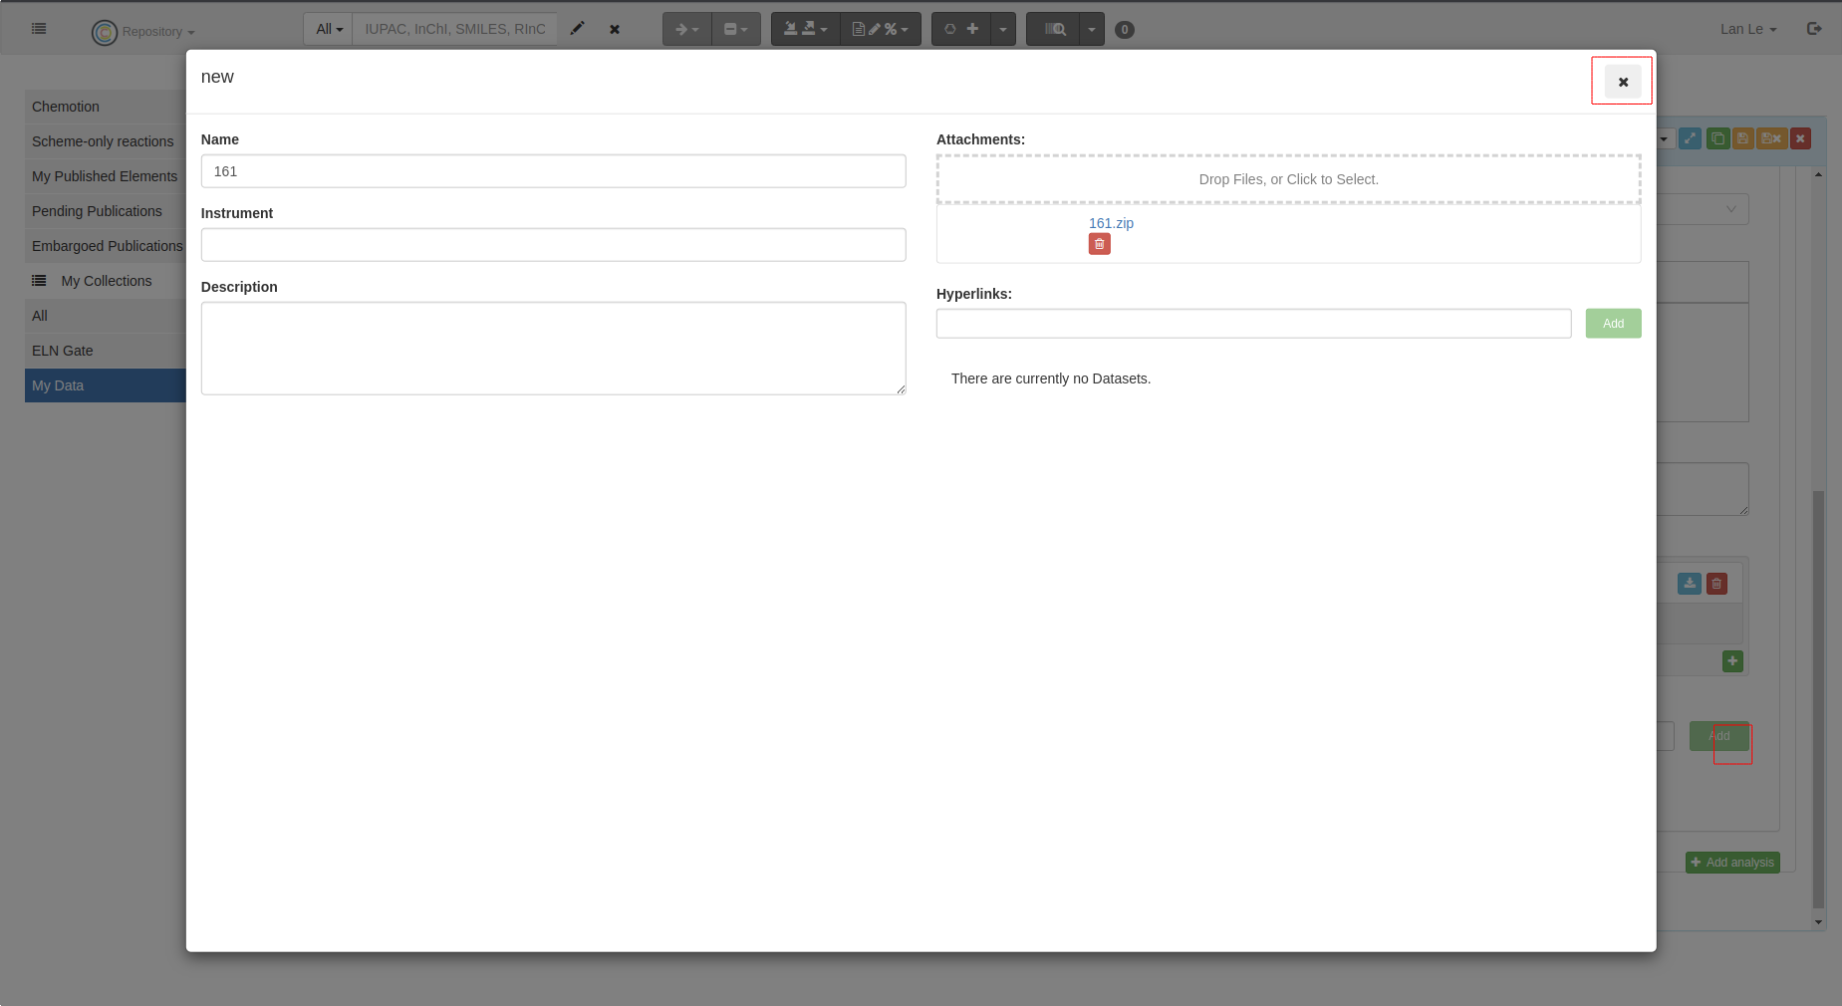 Repository
All
IUPAC, InChI, SMILES, RInC
0
Lan Le
new
Chemotion
Scheme-only reactions
My Published Elements
Pending Publications
Embargoed Publications
My Collections
All
ELN Gate
My Data
Name
161
Instrument
Description
Attachments:
Drop Files, or Click to Select.
161.zip
Hyperlinks:
Add
There are currently no Datasets.
Add
Add analysis